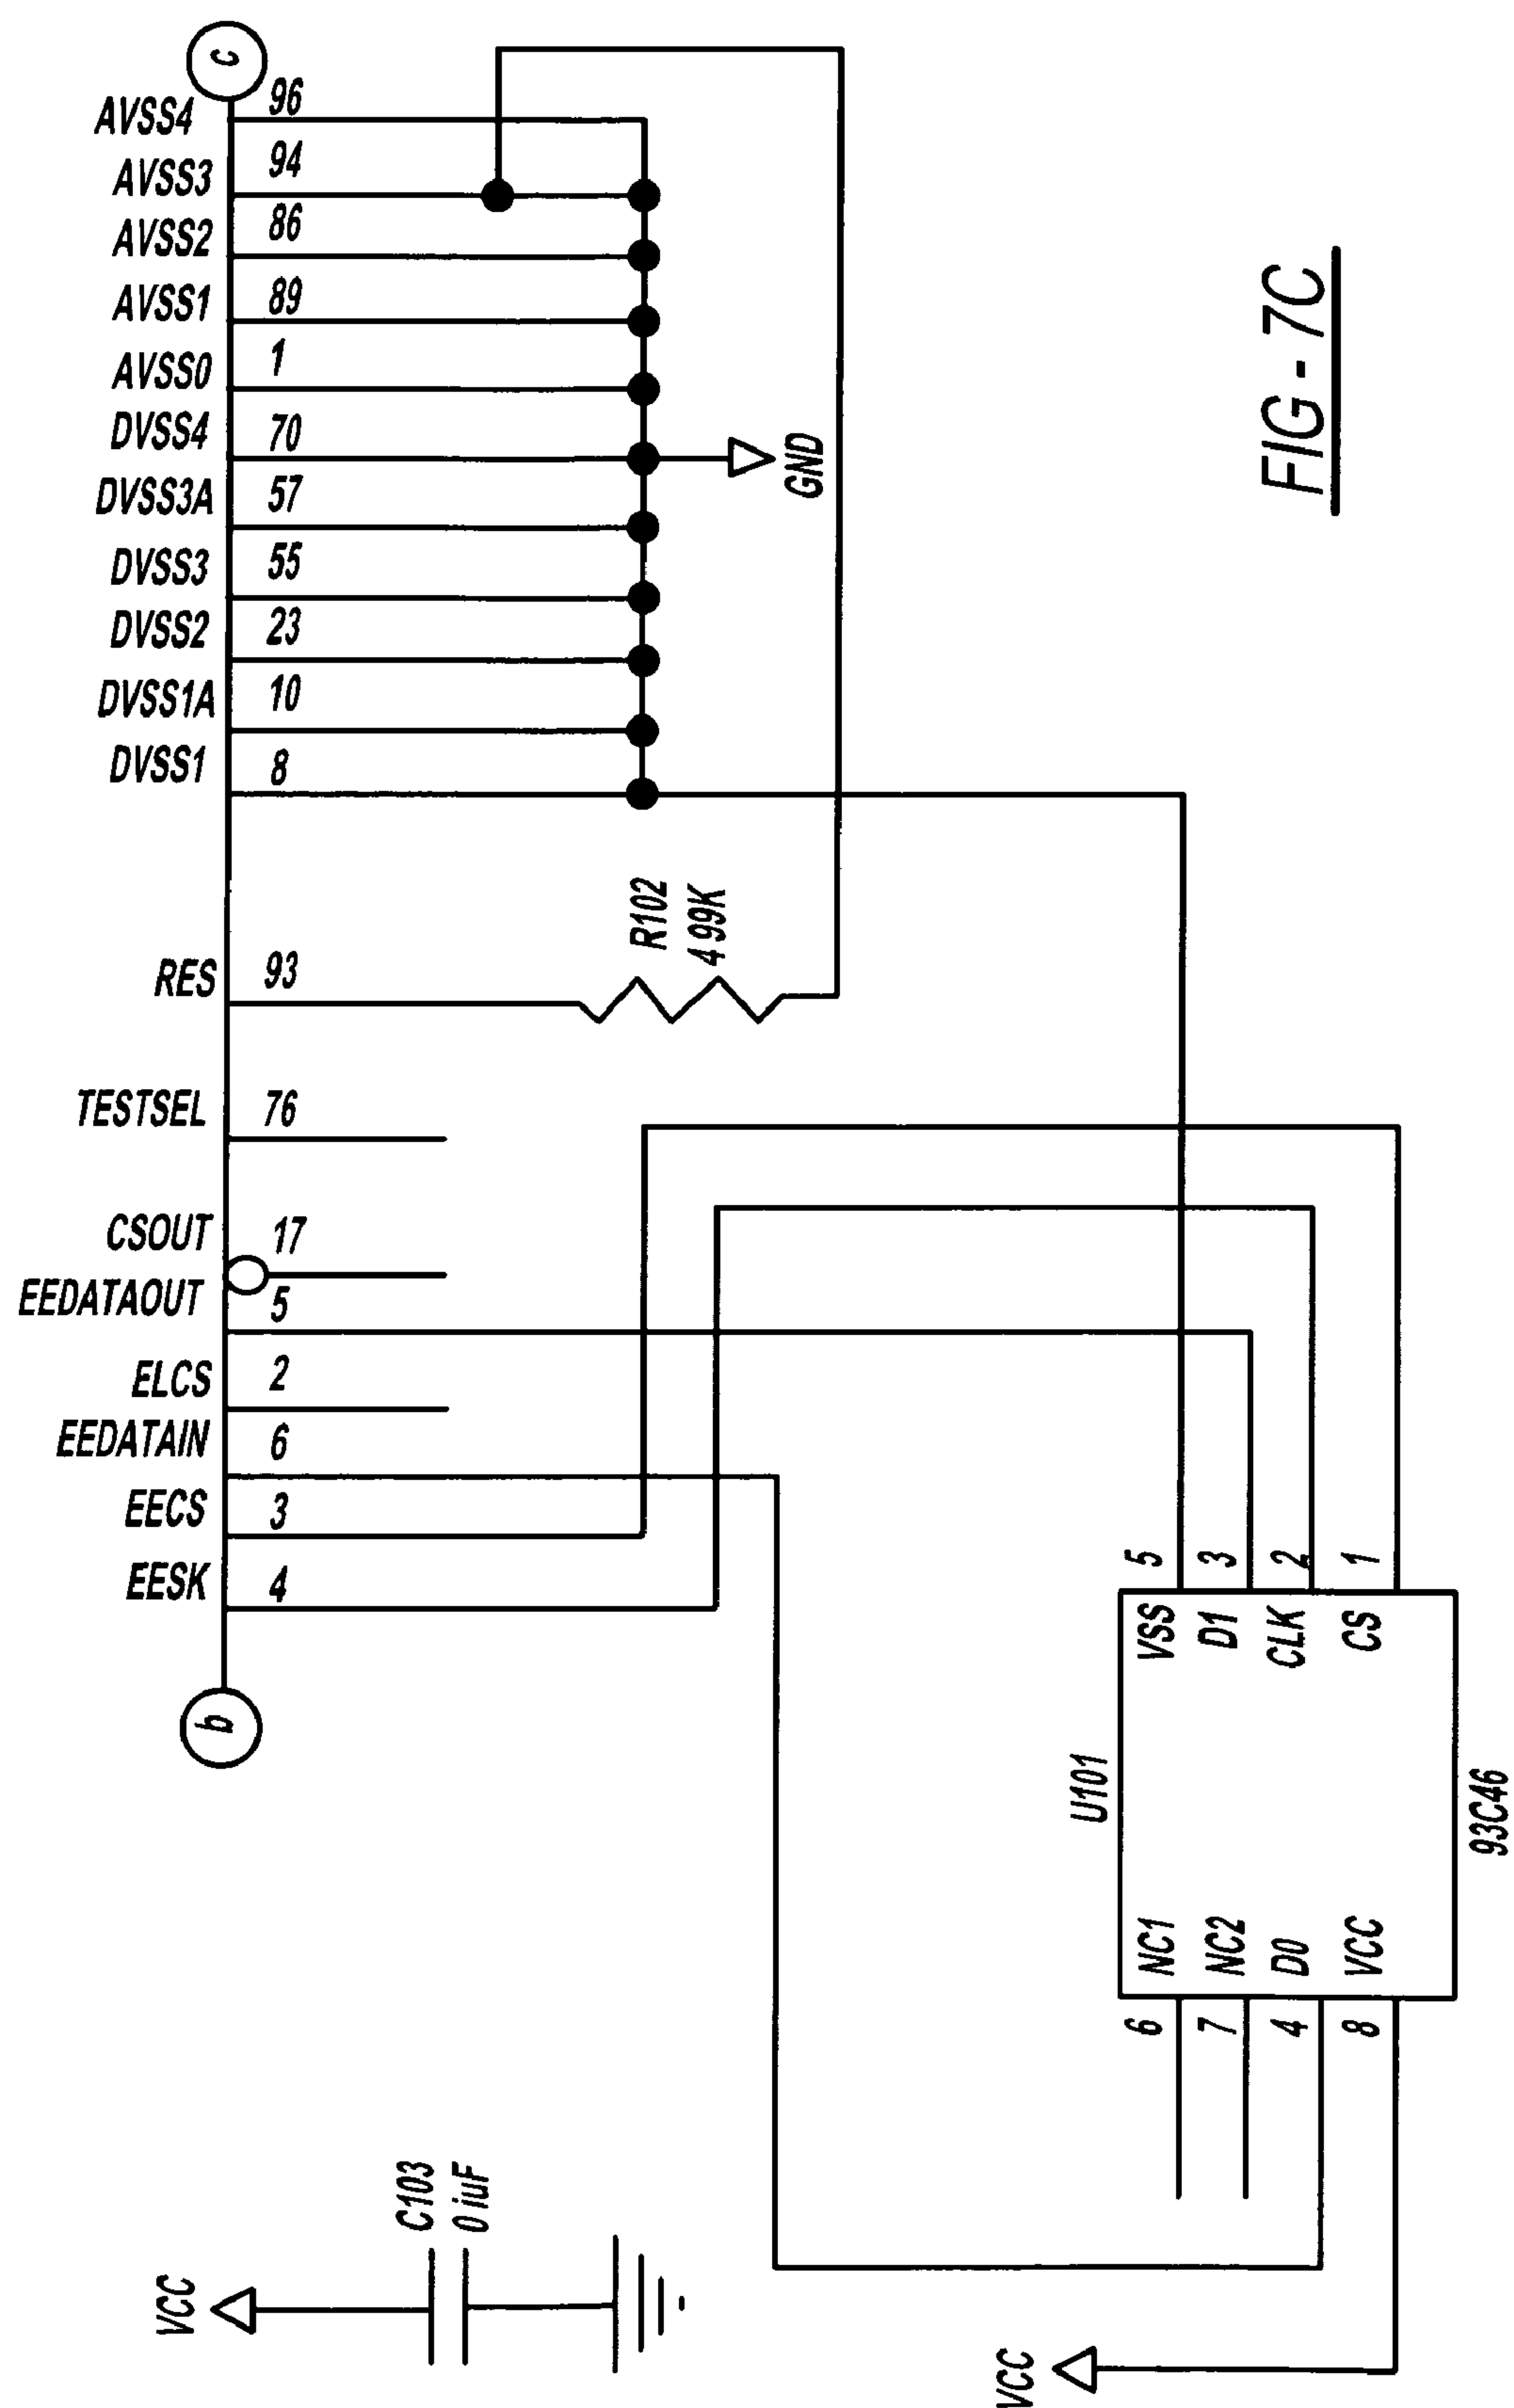 c
AVSS4 96
AVSS3 94
AVSS2 86
AVSS1 89
AVSS0 1
DVSS4 70
DVSS3A 57
DVSS3 55
DVSS2 23
DVSS1A 10
DVSS1 8
GND
RES 93
R102
4 99K
TESTSEL 76
CSOUT 17
EEDATAOUT 5
ELCS 2
EEDATAIN 6
EECS 3
EESK 4
b
U101
5 VSS
3 D1
2 CLK
1 CS
NC1 6
NC2 7
D0 4
VCC 8
93C46
VCC
C103
0 iuF
VCC
FIG - 7C